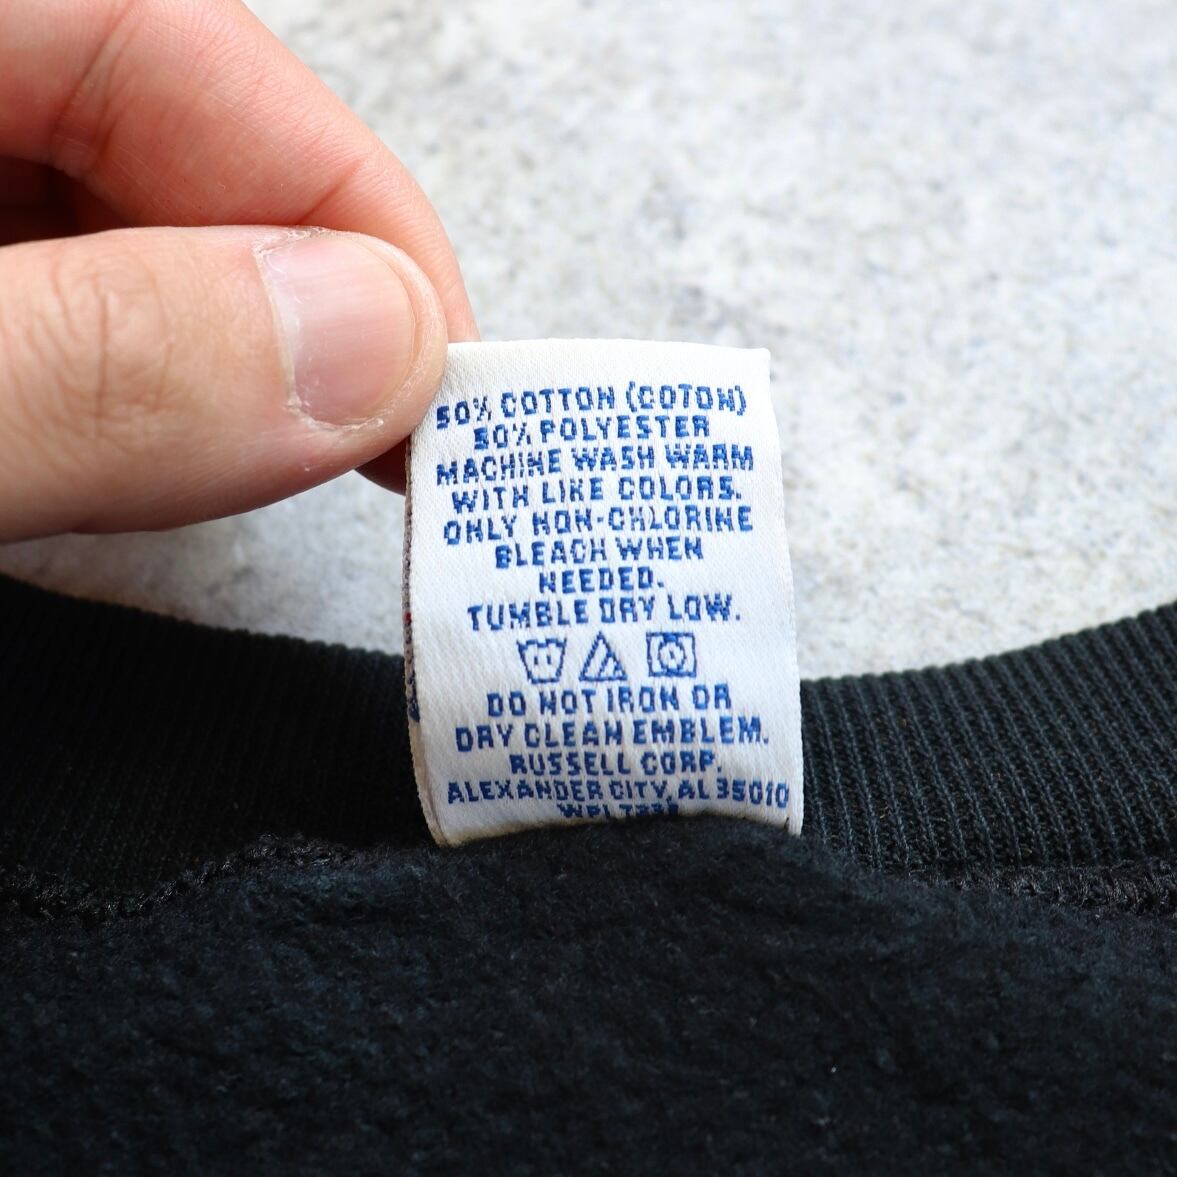 50% COTTON (COTON)
50% POLYESTER
MACHINE WASH WARM
WITH LIKE COLORS.
ONLY NON-CHLORINE
BLEACH WHEN
NEEDED.
TUMBLE DRY LOW.
DO NOT IRON OR
DRY CLEAN EMBLEM.
RUSSELL CORP.
ALEXANDER CITY, AL 35010
WPL